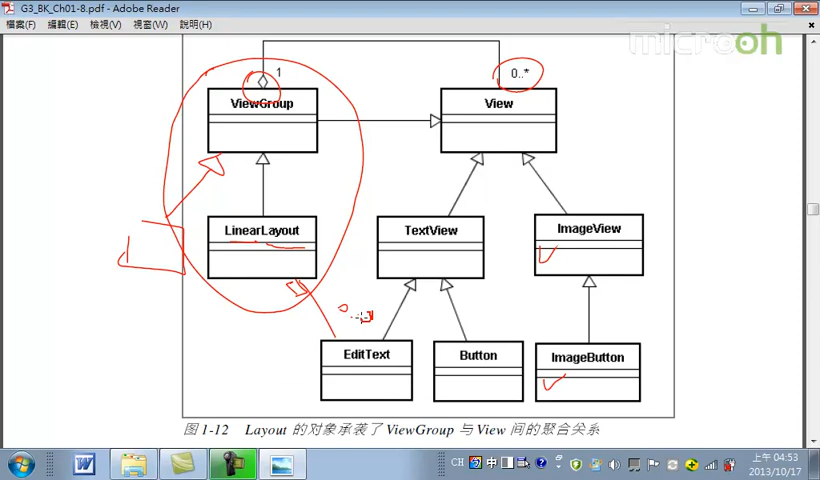 G3_BK_Ch01-8.pdf - Adobe Reader
檔案(F) 編輯(E) 檢視(V) 視窗(W) 說明(H)
microoh
1
0..*
ViewGroup
View
LinearLayout
TextView
ImageView
EditText
Button
ImageButton
图 1-12 Layout 的对象承袭了 ViewGroup 与 View 间的聚合关系
CH 中
上午 04:53
2013/10/17